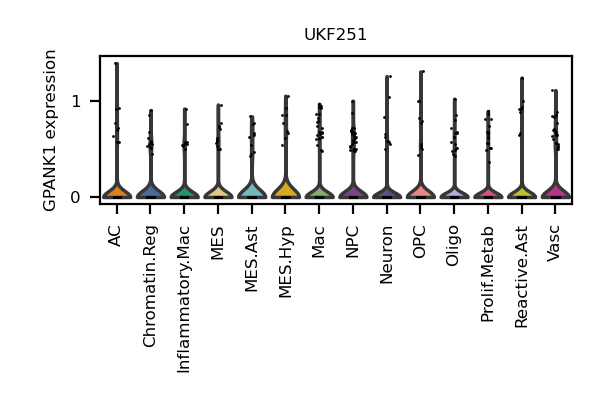 UKF251
GPANK1 expression
1
0
AC
Chromatin.Reg
Inflammatory.Mac
MES
MES.Ast
MES.Hyp
Mac
NPC
Neuron
OPC
Oligo
Prolif.Metab
Reactive.Ast
Vasc